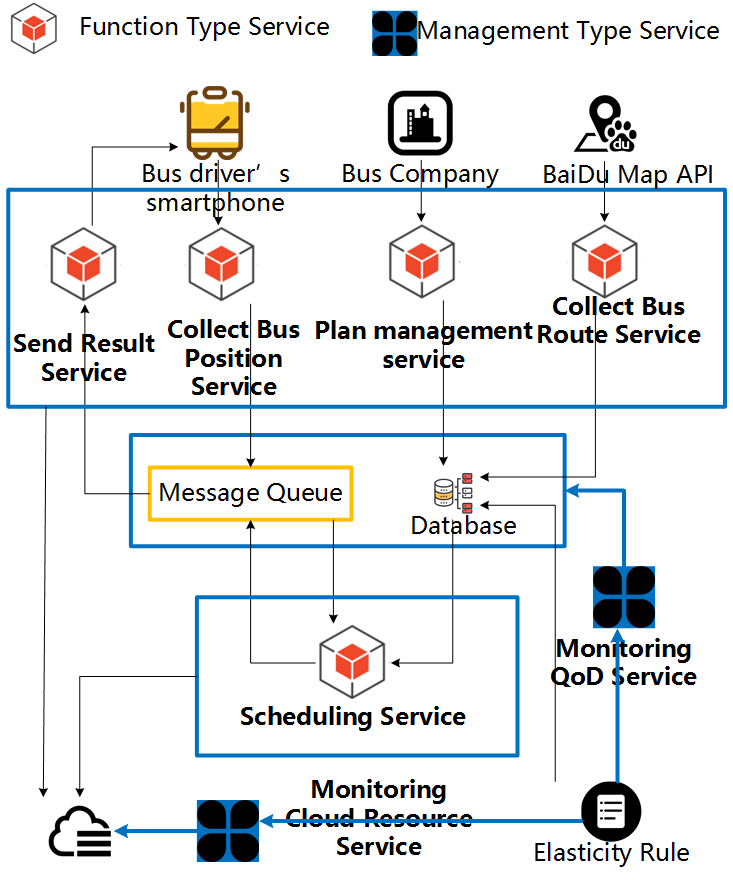 Function Type Service
Management Type Service
Bus driver's
smartphone
Bus Company
BaiDu Map API
du
Send Result
Service
Collect Bus
Position
Service
Plan management
service
Collect Bus
Route Service
Message Queue
Database
Monitoring
QoD Service
Scheduling Service
Monitoring
Cloud Resource
Service
Elasticity Rule